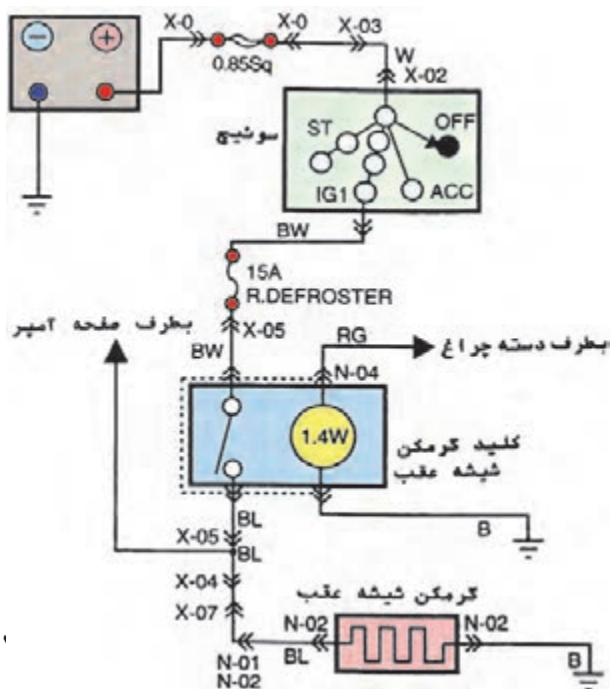 X-0
X-0
X-03
0.85Sq
W
X-02
ST
OFF
سوئیچ
IG1
ACC
BW
15A
R.DEFROSTER
بطرف صفحه آمپر
X-05
RG
بطرف دسته چراغ
BW
N-04
1.4W
کلید گرمکن
شیشه عقب
BL
X-05
BL
B
X-04
گرمکن شیشه عقب
X-07
N-02
N-02
BL
B
N-01
N-02